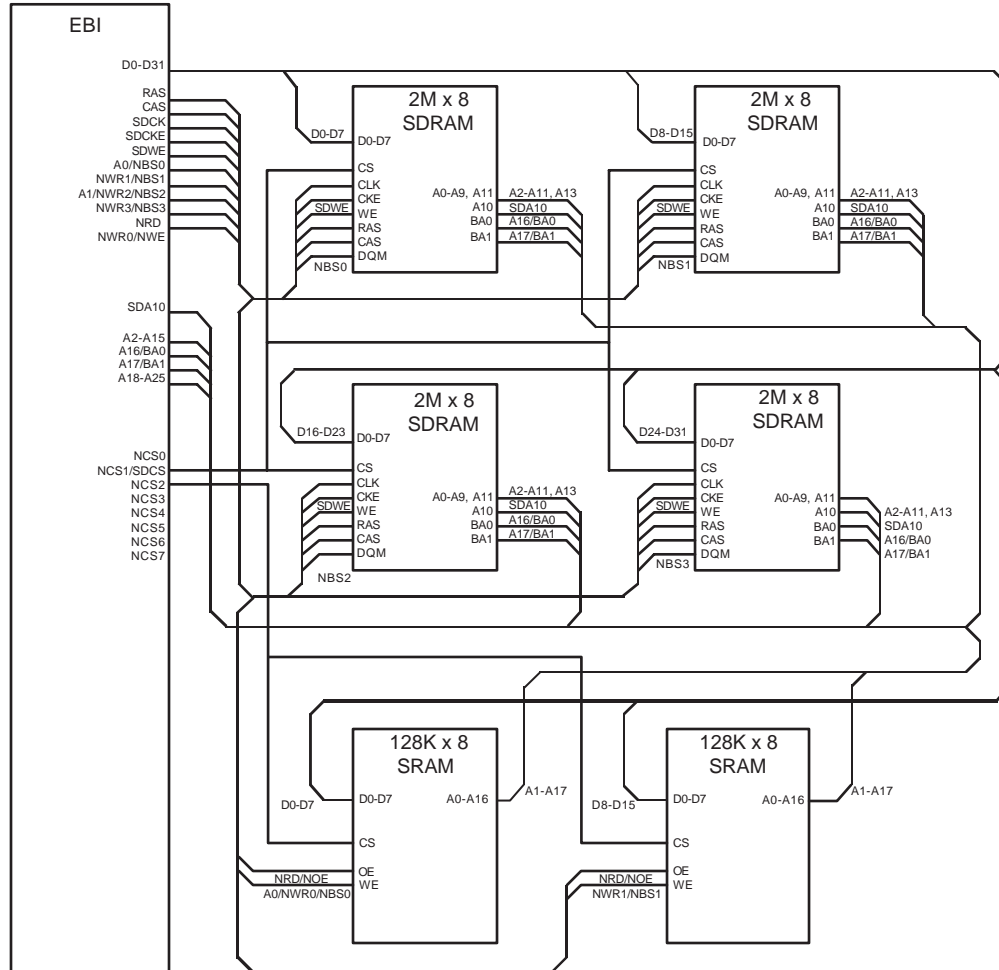 EBI
D0-D31
RAS
CAS
SDCK
SDCKE
SDWE
A0/NBS0
NWR1/NBS1
A1/NWR2/NBS2
NWR3/NBS3
NRD
NWR0/NWE
SDA10
A2-A15
A16/BA0
A17/BA1
A18-A25
NCS0
NCS1/SDCS
NCS2
NCS3
NCS4
NCS5
NCS6
NCS7
2M x 8
SDRAM
D0-D7
D0-D7
CS
CLK
CKE
SDWE
WE
RAS
CAS
DQM
NBS0
A0-A9, A11
A10
BA0
BA1
A2-A11, A13
SDA10
A16/BA0
A17/BA1
2M x 8
SDRAM
D8-D15
D0-D7
CS
CLK
CKE
SDWE
WE
RAS
CAS
DQM
NBS1
A0-A9, A11
A10
BA0
BA1
A2-A11, A13
SDA10
A16/BA0
A17/BA1
2M x 8
SDRAM
D16-D23
D0-D7
CS
CLK
CKE
SDWE
WE
RAS
CAS
DQM
NBS2
A0-A9, A11
A10
BA0
BA1
A2-A11, A13
SDA10
A16/BA0
A17/BA1
2M x 8
SDRAM
D24-D31
D0-D7
CS
CLK
CKE
SDWE
WE
RAS
CAS
DQM
NBS3
A0-A9, A11
A10
BA0
BA1
A2-A11, A13
SDA10
A16/BA0
A17/BA1
128K x 8
SRAM
D0-D7
D0-D7
A0-A16
A1-A17
CS
OE
NRD/NOE
WE
A0/NWR0/NBS0
128K x 8
SRAM
D8-D15
D0-D7
A0-A16
A1-A17
CS
OE
NRD/NOE
WE
NWR1/NBS1